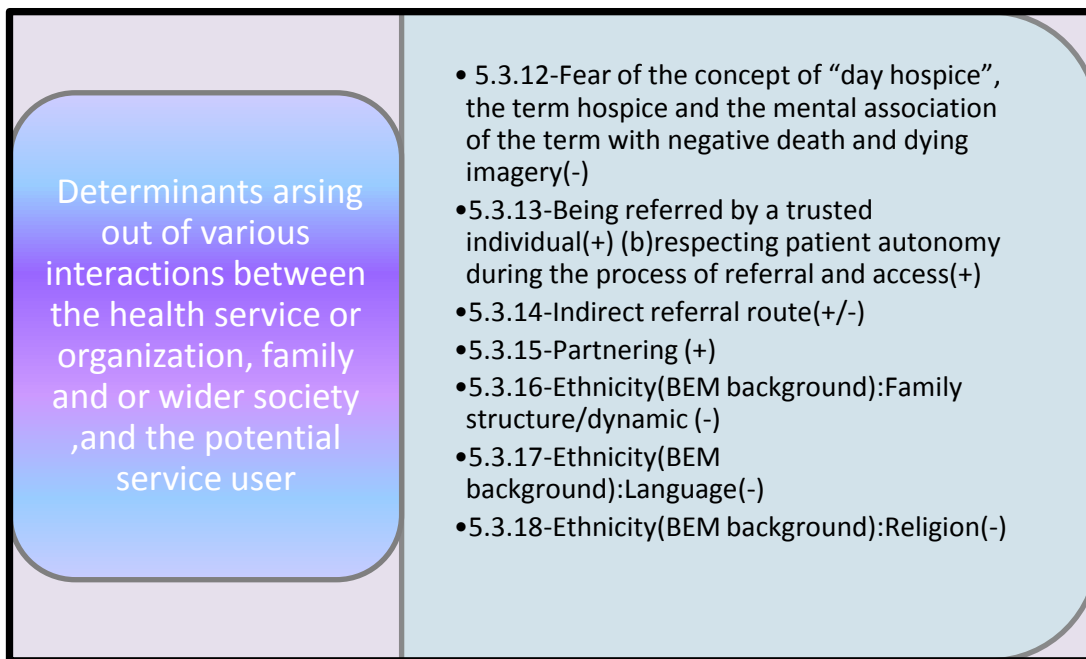 Determinants arsing
out of various
interactions between
the health service or
organization, family
and or wider society
,and the potential
service user
• 5.3.12-Fear of the concept of “day hospice”,
the term hospice and the mental association
of the term with negative death and dying
imagery(-)
•5.3.13-Being referred by a trusted
individual(+) (b)respecting patient autonomy
during the process of referral and access(+)
•5.3.14-Indirect referral route(+/-)
•5.3.15-Partnering (+)
•5.3.16-Ethnicity(BEM background):Family
structure/dynamic (-)
•5.3.17-Ethnicity(BEM
background):Language(-)
•5.3.18-Ethnicity(BEM background):Religion(-)